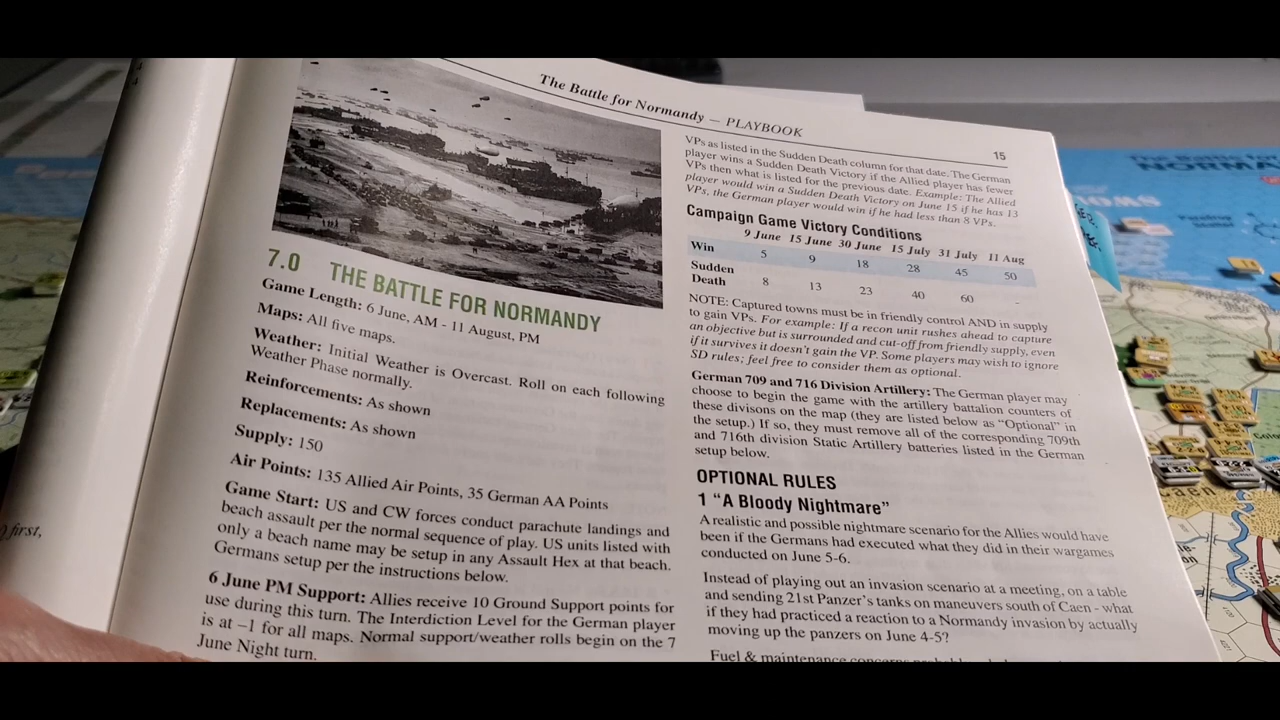 The Battle for Normandy — PLAYBOOK
15
7.0 THE BATTLE FOR NORMANDY
Game Length: 6 June, AM - 11 August, PM
Maps: All five maps.
Weather: Initial Weather is Overcast. Roll on each following
Weather Phase normally.
Reinforcements: As shown
Replacements: As shown
Supply: 150
Air Points: 135 Allied Air Points, 35 German AA Points
Game Start: US and CW forces conduct parachute landings and
beach assault per the normal sequence of play. US units listed with
only a beach name may be setup in any Assault Hex at that beach.
Germans setup per the instructions below.
6 June PM Support: Allies receive 10 Ground Support points for
use during this turn. The Interdiction Level for the German player
is at –1 for all maps. Normal support/weather rolls begin on the 7
June Night turn.
VPs as listed in the Sudden Death column for that date. The German
player wins a Sudden Death Victory if the Allied player has fewer
VPs then what is listed for the previous date. Example: The Allied
player would win a Sudden Death Victory on June 15 if he has 13
VPs, the German player would win if he had less than 8 VPs.
Campaign Game Victory Conditions
9 June 15 June 30 June 15 July 31 July 11 Aug
Win 5 9 18 28 45 50
Sudden
Death 8 13 23 40 60 -
NOTE: Captured towns must be in friendly control AND in supply
to gain VPs. For example: If a recon unit rushes ahead to capture
an objective but is surrounded and cut-off from friendly supply, even
if it survives it doesn't gain the VP. Some players may wish to ignore
SD rules; feel free to consider them as optional.
German 709 and 716 Division Artillery: The German player may
choose to begin the game with the artillery battalion counters of
these divisons on the map (they are listed below as "Optional" in
the setup.) If so, they must remove all of the corresponding 709th
and 716th division Static Artillery batteries listed in the German
setup below.
OPTIONAL RULES
1 "A Bloody Nightmare"
A realistic and possible nightmare scenario for the Allies would have
been if the Germans had executed what they did in their wargames
conducted on June 5-6.
Instead of playing out an invasion scenario at a meeting, on a table
and sending 21st Panzer's tanks on maneuvers south of Caen - what
if they had practiced a reaction to a Normandy invasion by actually
moving up the panzers on June 4-5?
Fuel & maintenance concerns
first,